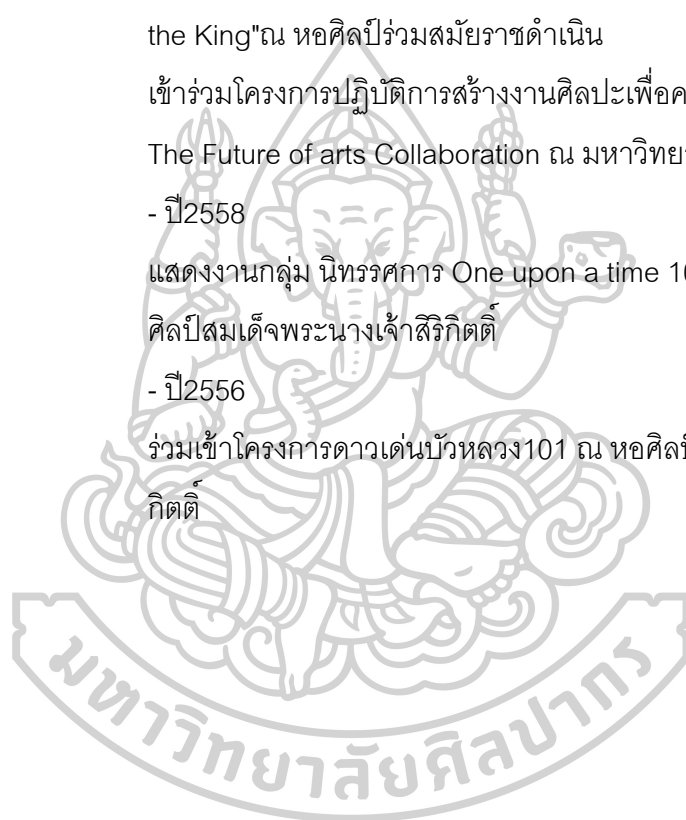 the King"ณ หอศิลป์ร่วมสมัยราชดำเนิน
เข้าร่วมโครงการปฏิบัติการสร้างงานศิลปะเพื่อค
The Future of arts Collaboration ณ มหาวิทย
- ปี2558
แสดงงานกลุ่ม นิทรรศการ One upon a time 1
ศิลป์สมเด็จพระนางเจ้าสิริกิตติ์
- ปี2556
ร่วมเข้าโครงการดาวเด่นบัวหลวง101 ณ หอศิลป
กิตติ์
มหาวิทยาลัยศิลปากร